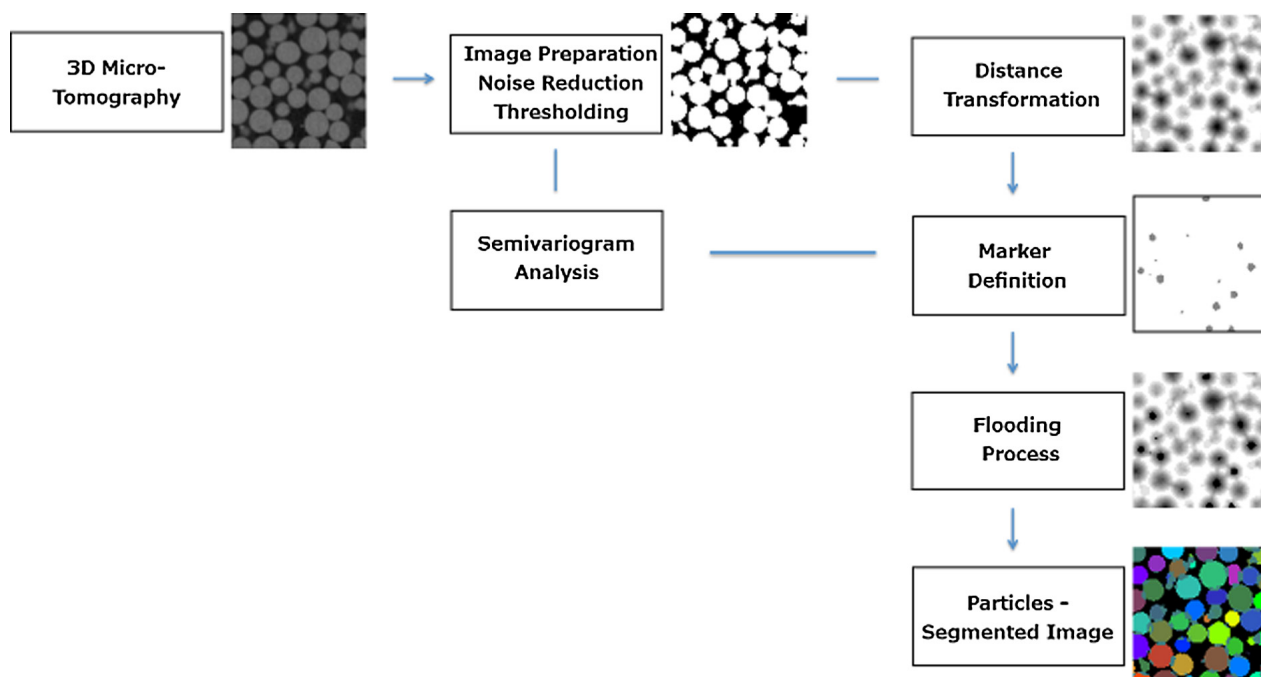 3D Micro-
Tomography
Image Preparation
Noise Reduction
Thresholding
Distance
Transformation
Semivariogram
Analysis
Marker
Definition
Flooding
Process
Particles -
Segmented Image